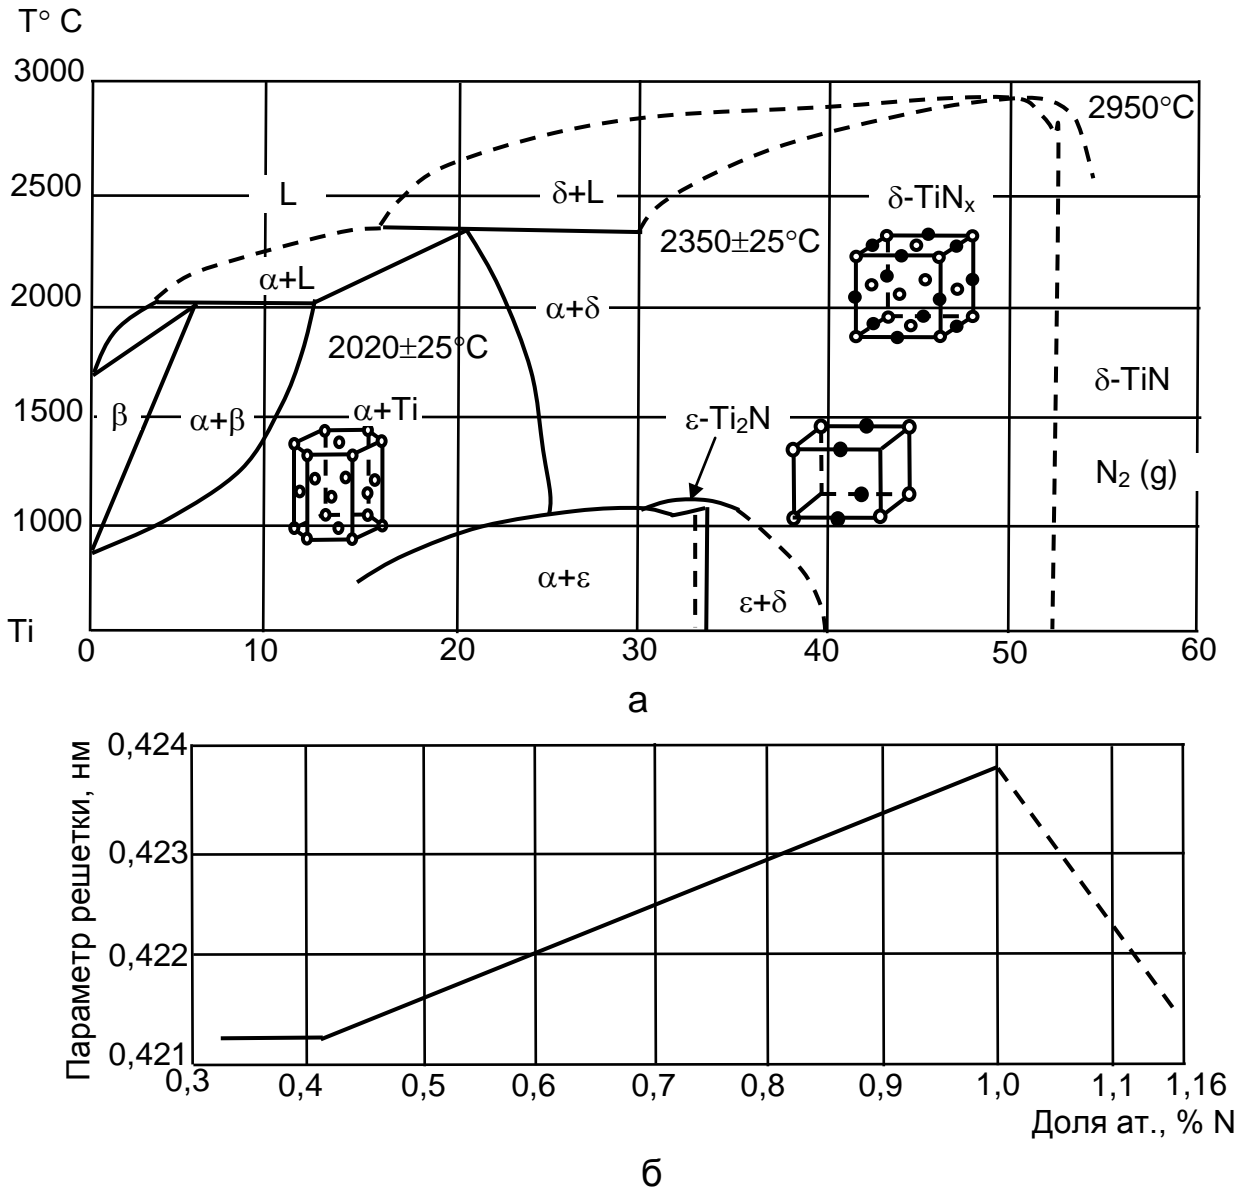 T° C
3000
2950°C
2500
L
δ+L
δ-TiNₓ
2350±25°C
α+L
2000
α+δ
2020±25°C
δ-TiN
1500
β
α+β
α+Ti
ε-Ti₂N
N₂ (g)
1000
α+ε
ε+δ
Ti
0 10 20 30 40 50 60
а
Параметр решетки, нм
0,424
0,423
0,422
0,421
0,3 0,4 0,5 0,6 0,7 0,8 0,9 1,0 1,1 1,16
Доля ат., % N
б